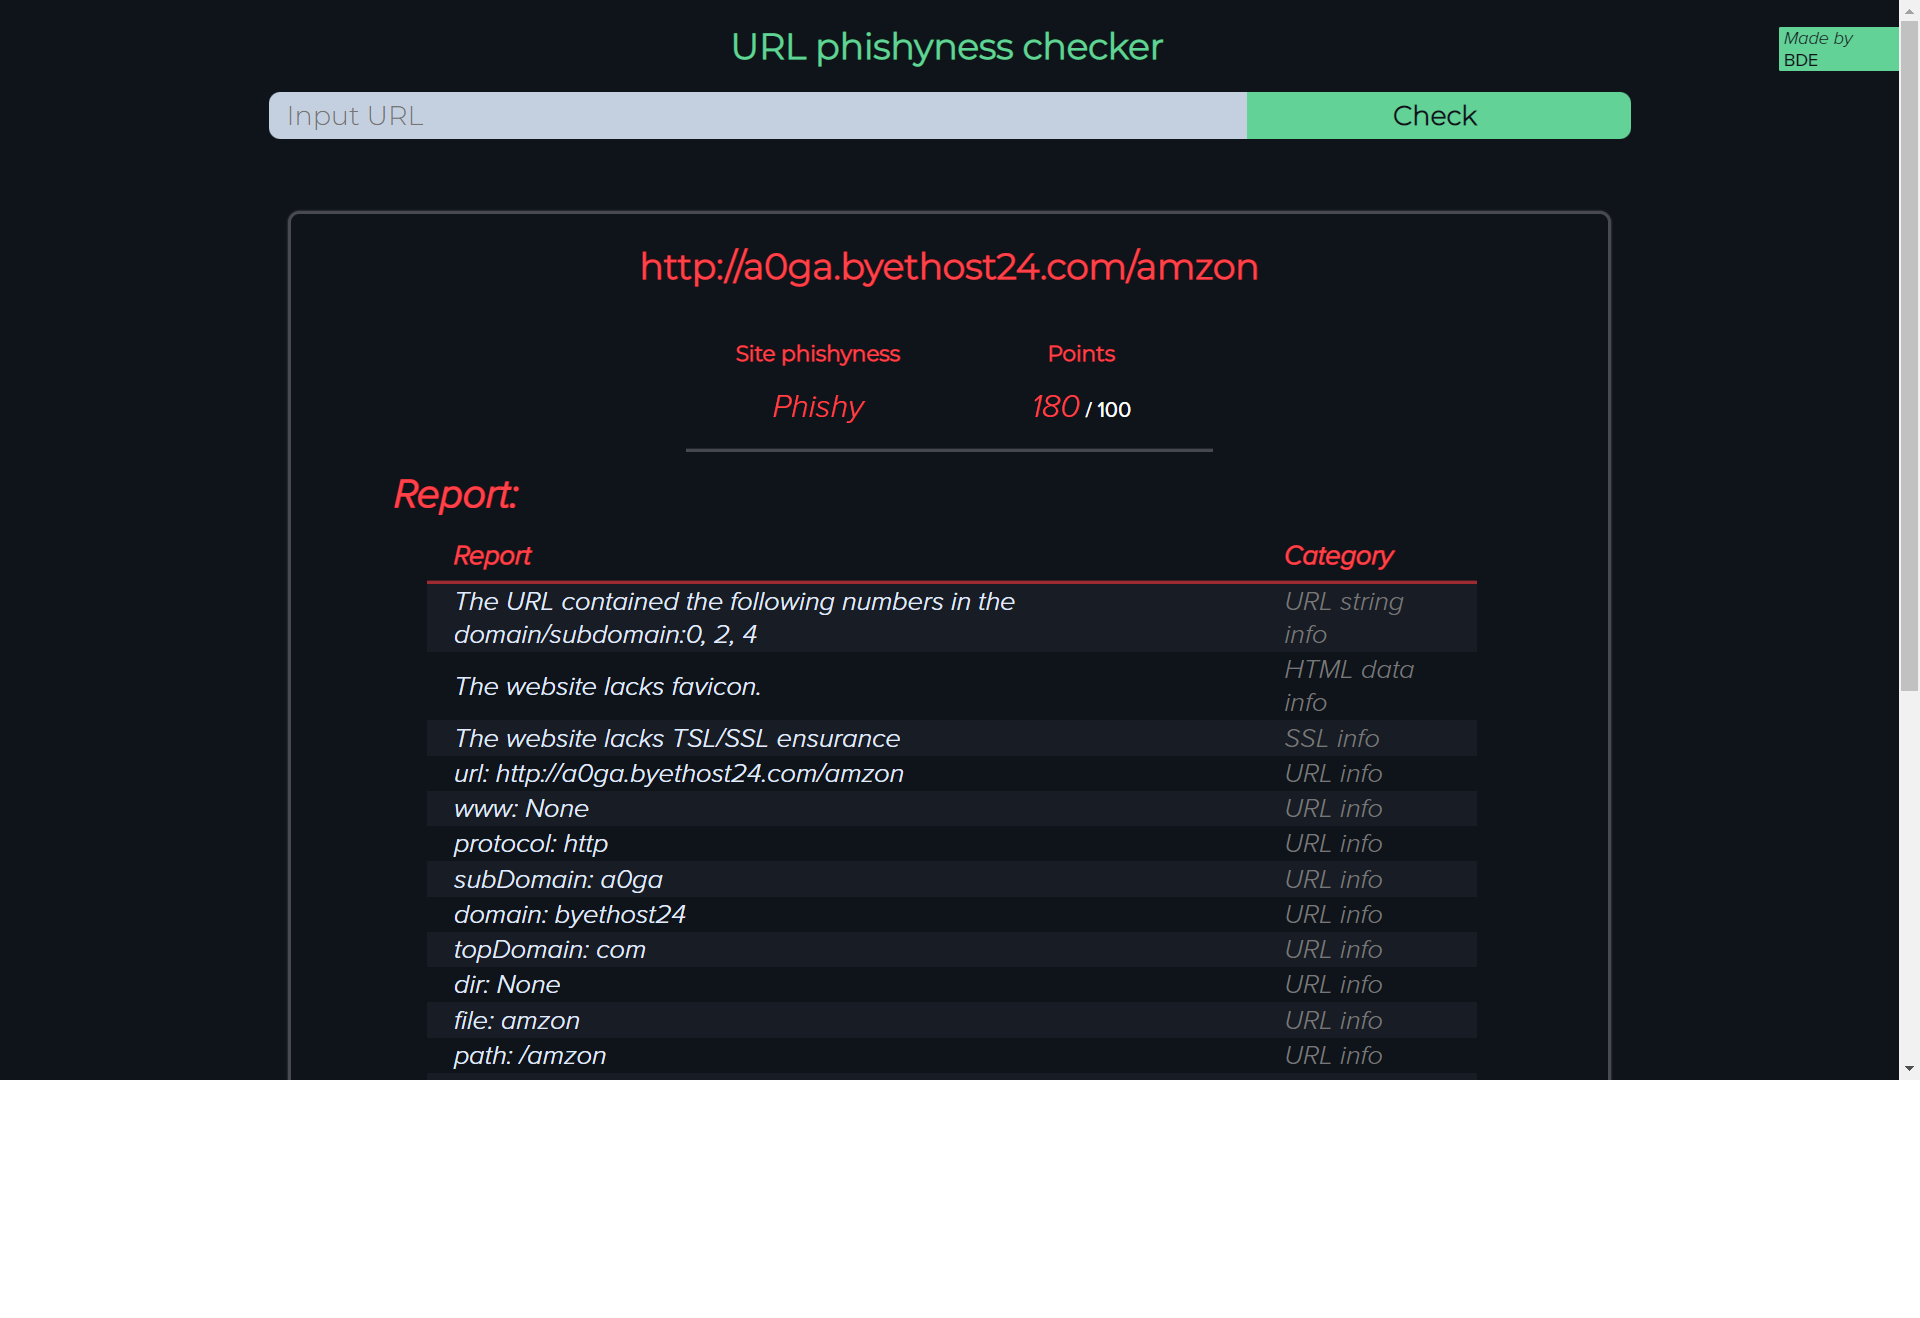 URL phishyness checker
Made by
BDE
Input URL
Check
http://a0ga.byethost24.com/amzon
Site phishyness
Points
Phishy
180 / 100
Report:
Report
Category
The URL contained the following numbers in the
domain/subdomain:0, 2, 4
URL string
info
The website lacks favicon.
HTML data
info
The website lacks TSL/SSL ensurance
SSL info
url: http://a0ga.byethost24.com/amzon
URL info
www: None
URL info
protocol: http
URL info
subDomain: a0ga
URL info
domain: byethost24
URL info
topDomain: com
URL info
dir: None
URL info
file: amzon
URL info
path: /amzon
URL info